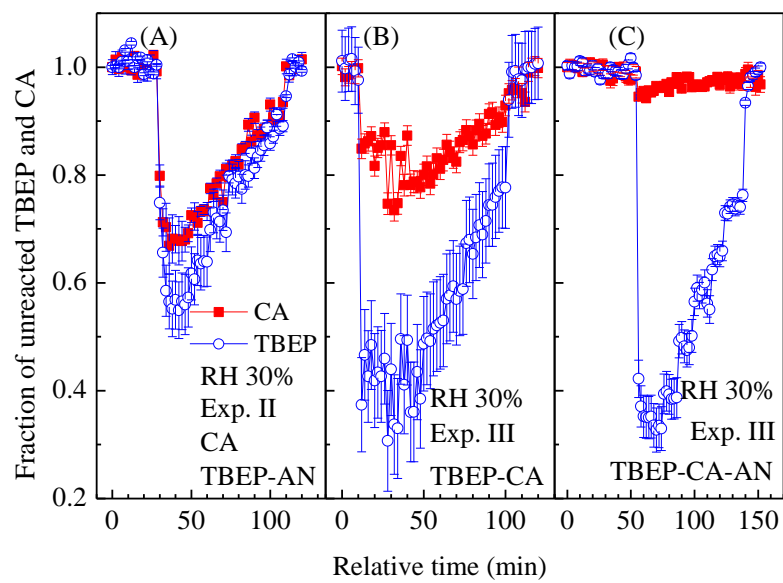 Fraction of unreacted TBEP and CA
1.0
0.8
0.6
0.4
0.2
(A)
CA
TBEP
RH 30%
Exp. II
CA
TBEP-AN
0 50 100
(B)
RH 30%
Exp. III
TBEP-CA
0 50 100
(C)
RH 30%
Exp. III
TBEP-CA-AN
0 50 100 150
Relative time (min)